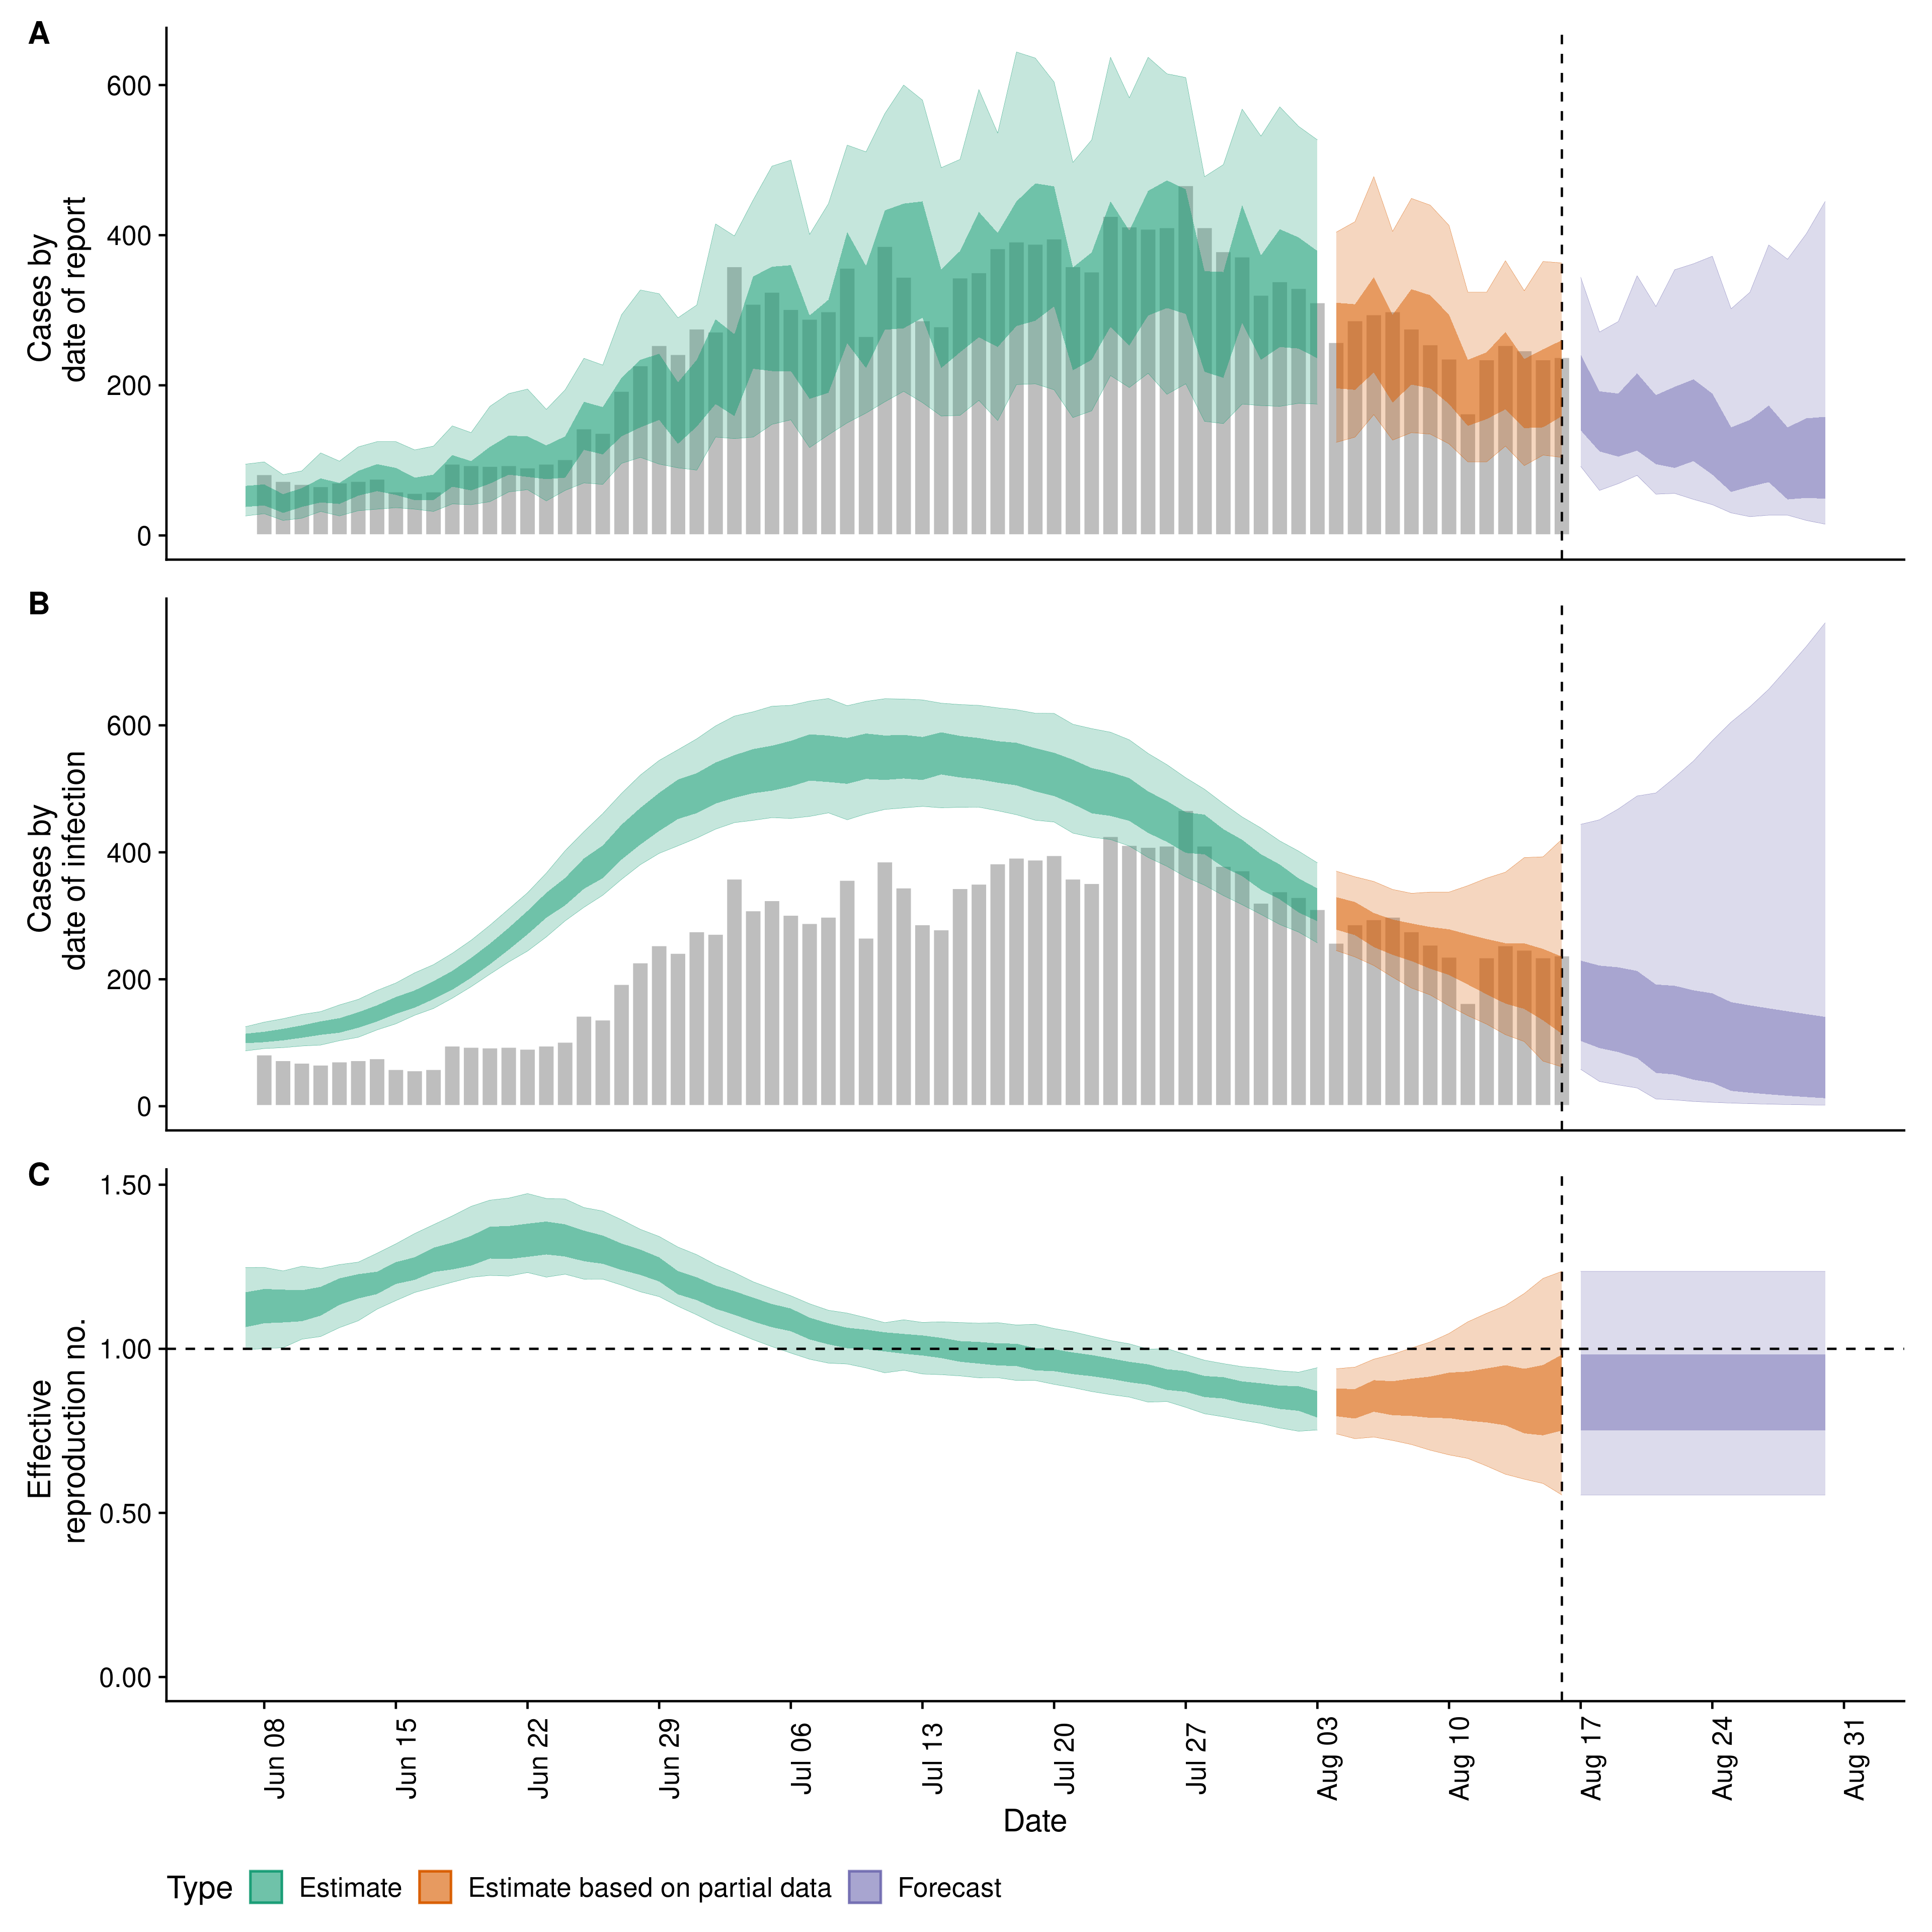 A
600
400
200
0
Cases by
date of report
B
600
400
200
0
Cases by
date of infection
C
1.50
1.00
0.50
0.00
Effective
reproduction no.
Jun 08
Jun 15
Jun 22
Jun 29
Jul 06
Jul 13
Jul 20
Jul 27
Aug 03
Aug 10
Aug 17
Aug 24
Aug 31
Date
Type Estimate Estimate based on partial data Forecast